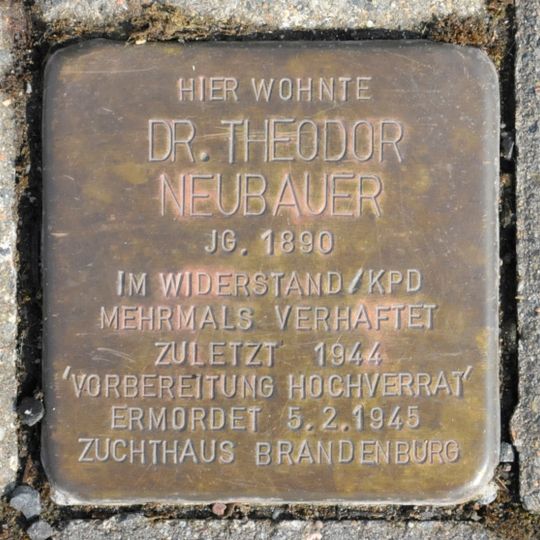 HIER WOHNTE
DR. THEODOR
NEUBAUER
JG. 1890
IM WIDERSTAND/KPD
MEHRMALS VERHAFTET
ZULETZT 1944
'VORBEREITUNG HOCHVERRAT'
ERMORDET 5.2.1945
ZUCHTHAUS BRANDENBURG